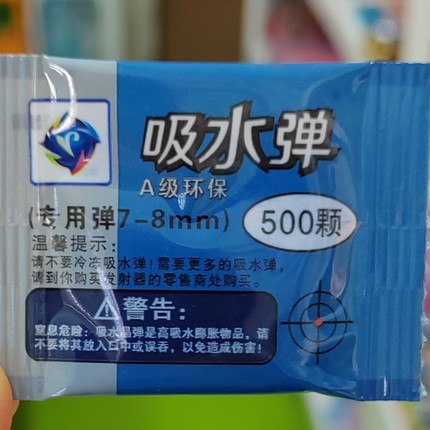 吸水弹
A级环保
(专用弹7-8mm)
500颗
温馨提示:
请不要冷冻吸水弹!需要更多的吸水弹,
请到你购买发射器的零售商处购买。
警告:
窒息危险: 吸水晶弹是高吸水膨胀物品, 请
不要将其放入口中或误吞, 以免造成伤害!